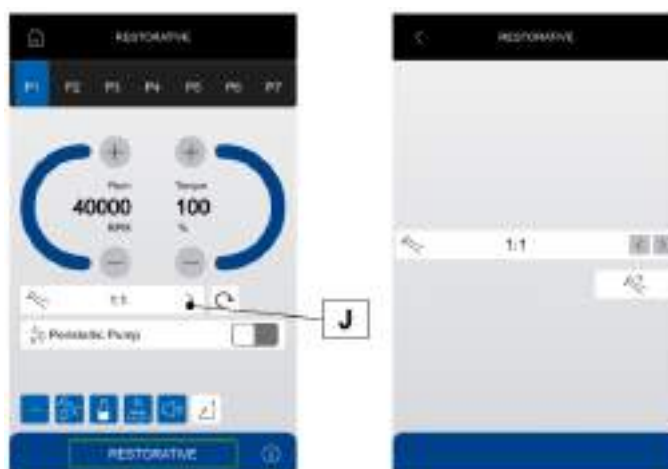 RESTORATIVE
P1 P2 P3 P4 P5 P6 P7
Torque
40000 100
RPM %
1:1
Peristaltic Pump
RESTORATIVE
J
RESTORATIVE
1:1